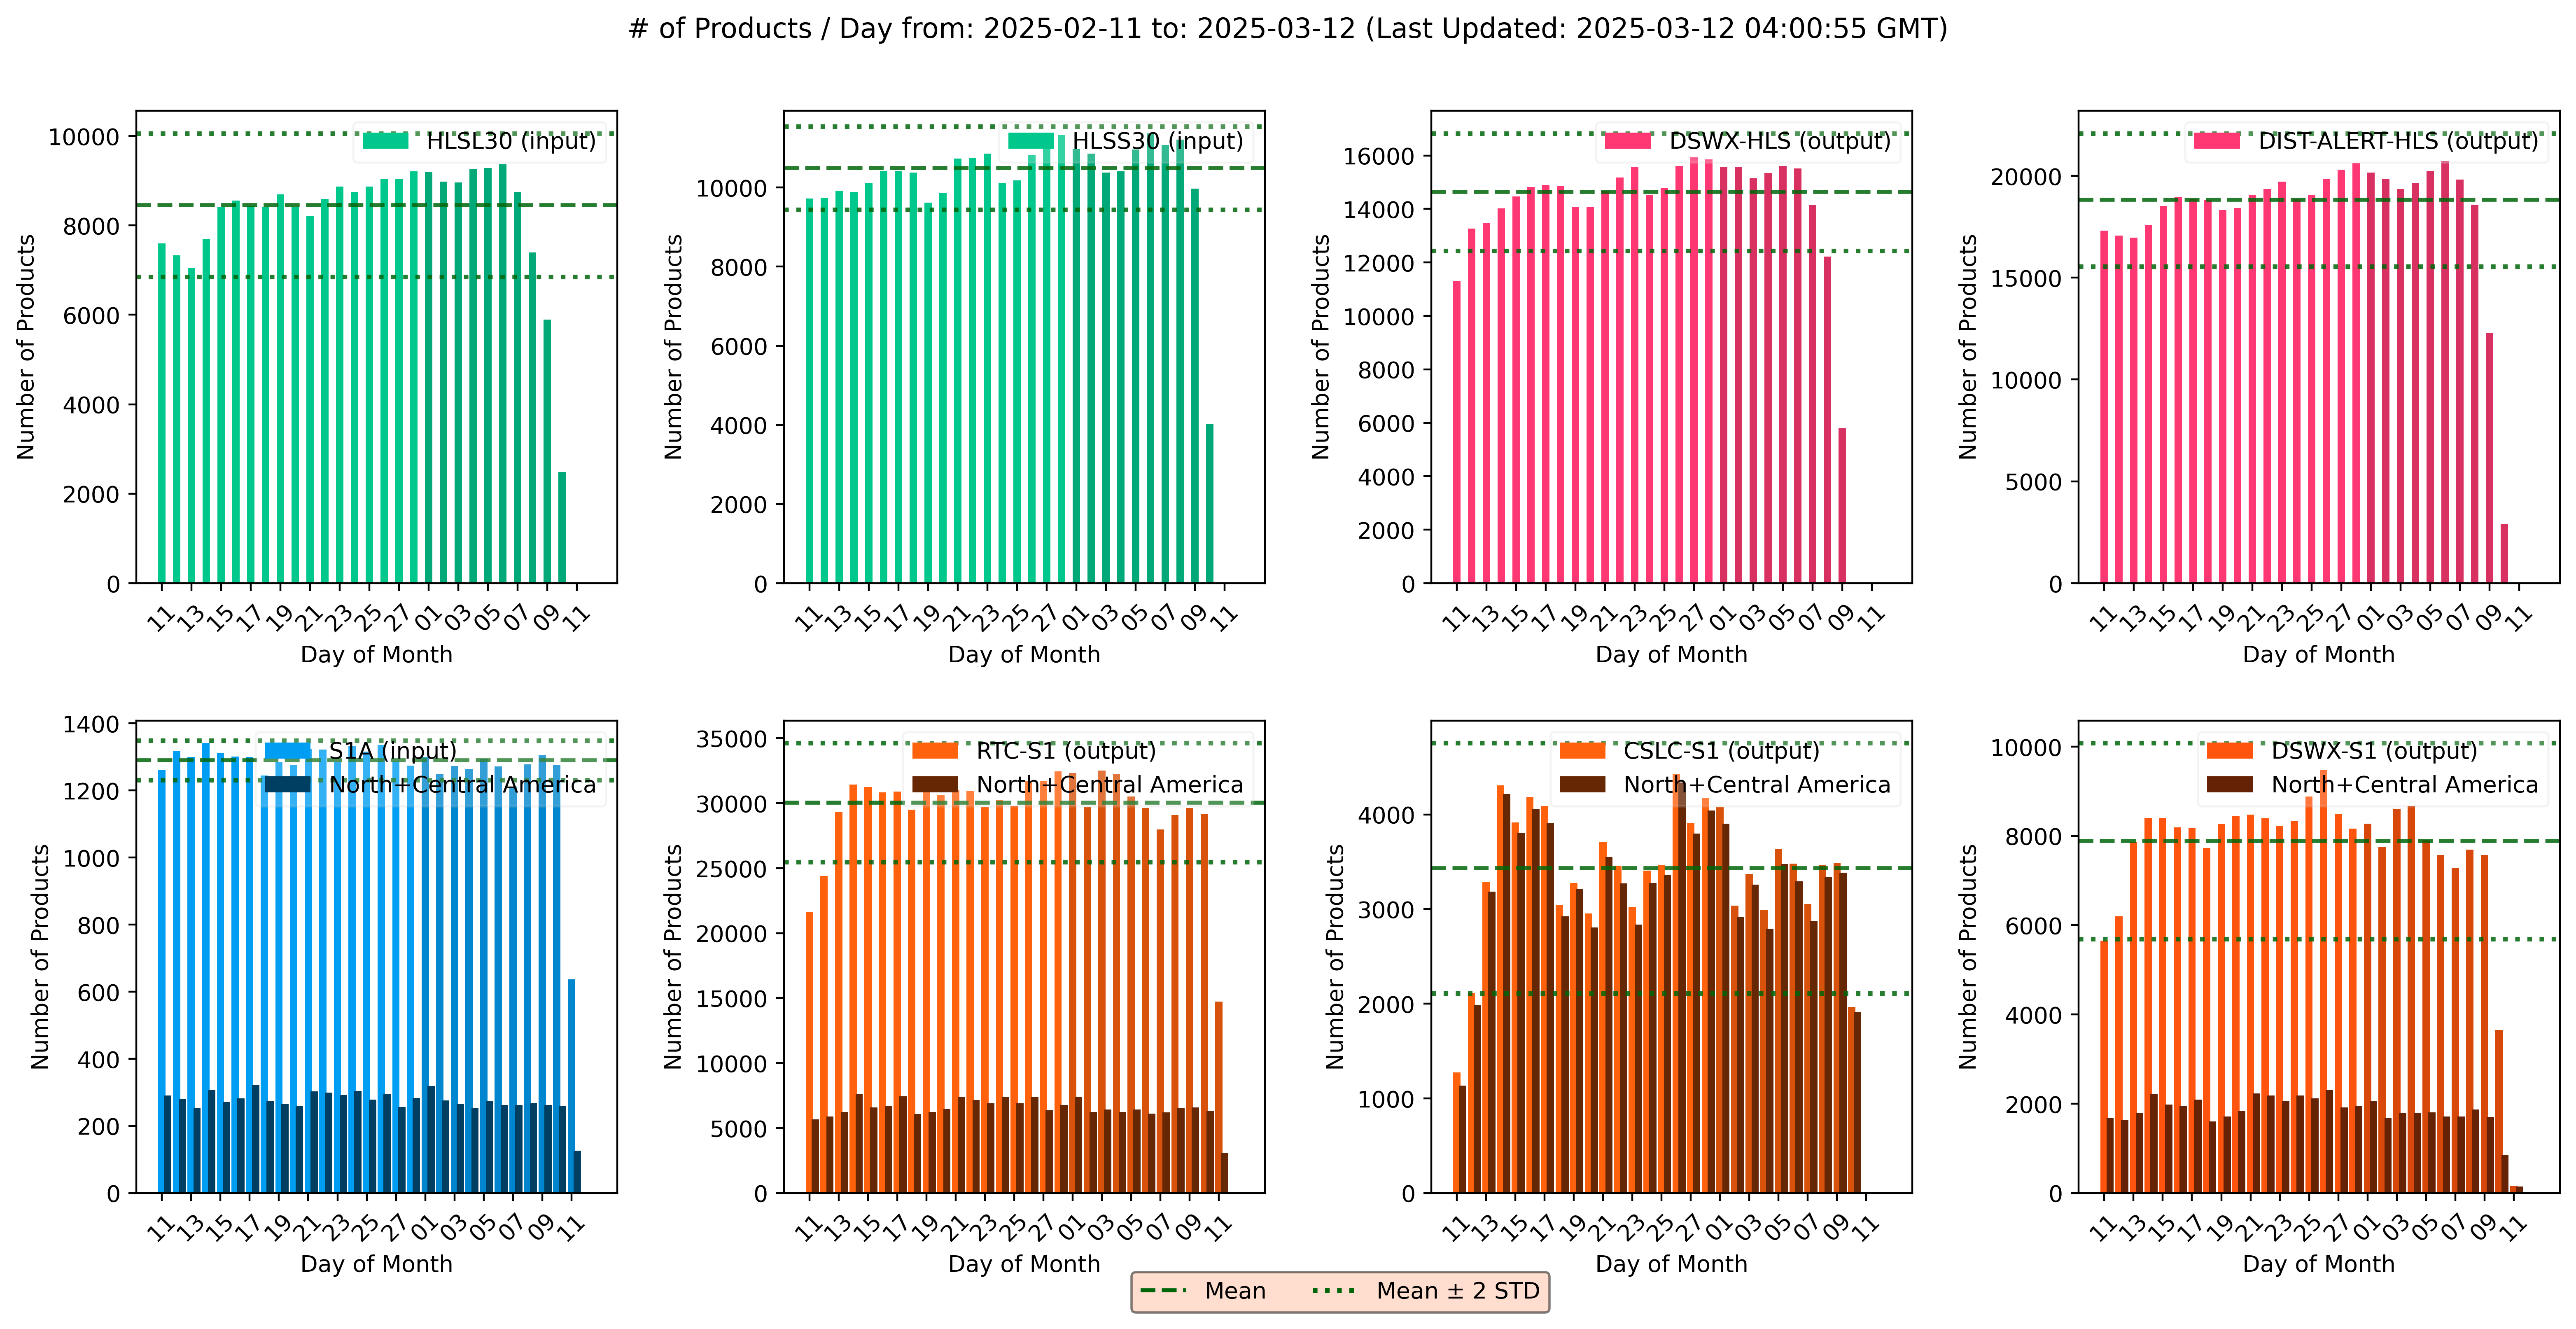 # of Products / Day from: 2025-02-11 to: 2025-03-12 (Last Updated: 2025-03-12 04:00:55 GMT)
HLSL30 (input)
Number of Products
10000
8000
6000
4000
2000
0
11 13 15 17 19 21 23 25 27 01 03 05 07 09 11
Day of Month
HLSS30 (input)
Number of Products
10000
8000
6000
4000
2000
0
11 13 15 17 19 21 23 25 27 01 03 05 07 09 11
Day of Month
DSWX-HLS (output)
Number of Products
16000
14000
12000
10000
8000
6000
4000
2000
0
11 13 15 17 19 21 23 25 27 01 03 05 07 09 11
Day of Month
DIST-ALERT-HLS (output)
Number of Products
20000
15000
10000
5000
0
11 13 15 17 19 21 23 25 27 01 03 05 07 09 11
Day of Month
S1A (input)
North+Central America
Number of Products
1400
1200
1000
800
600
400
200
0
11 13 15 17 19 21 23 25 27 01 03 05 07 09 11
Day of Month
RTC-S1 (output)
North+Central America
Number of Products
35000
30000
25000
20000
15000
10000
5000
0
11 13 15 17 19 21 23 25 27 01 03 05 07 09 11
Day of Month
CSLC-S1 (output)
North+Central America
Number of Products
4000
3000
2000
1000
0
11 13 15 17 19 21 23 25 27 01 03 05 07 09 11
Day of Month
DSWX-S1 (output)
North+Central America
Number of Products
10000
8000
6000
4000
2000
0
11 13 15 17 19 21 23 25 27 01 03 05 07 09 11
Day of Month
Mean
Mean ± 2 STD